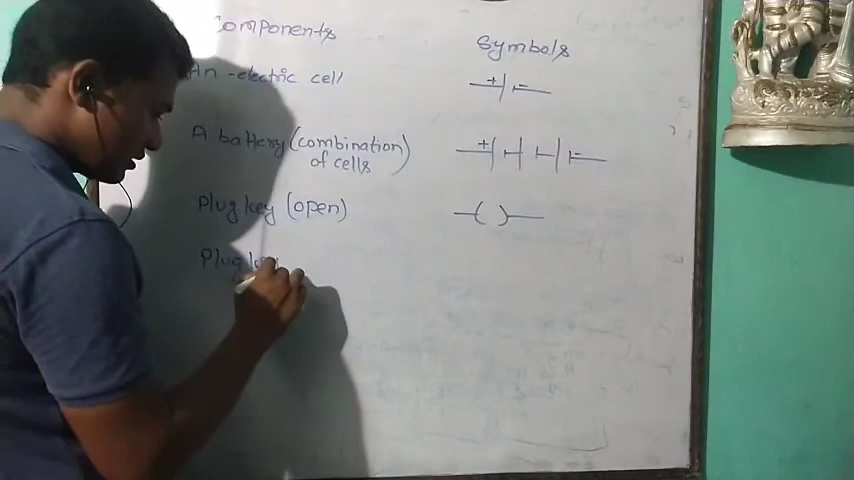 Components Symbols
An electric cell + -
A battery (combination + -
of cells)
Plug key (open)
Plug key